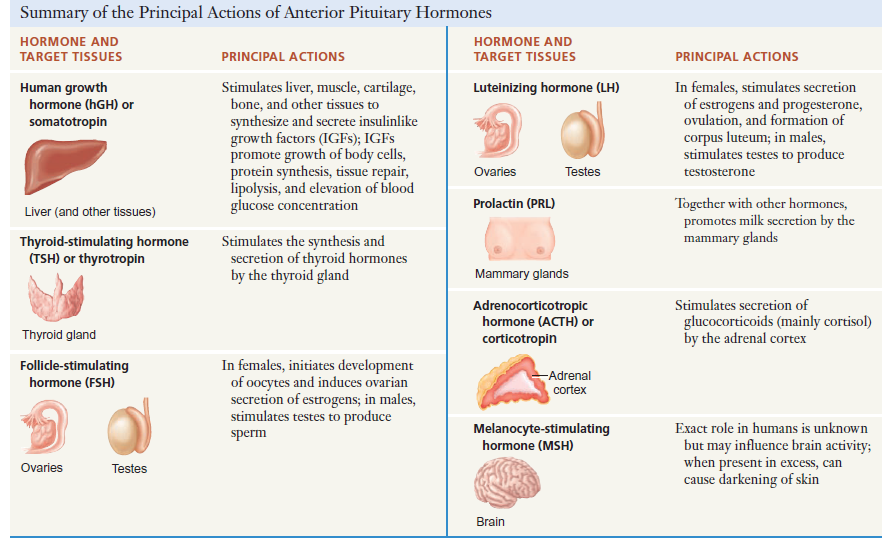 Summary of the Principal Actions of Anterior Pituitary Hormones
HORMONE AND
TARGET TISSUES
PRINCIPAL ACTIONS
Human growth
hormone (hGH) or
somatotropin
Liver (and other tissues)
Stimulates liver, muscle, cartilage,
bone, and other tissues to
synthesize and secrete insulinlike
growth factors (IGFs); IGFs
promote growth of body cells,
protein synthesis, tissue repair,
lipolysis, and elevation of blood
glucose concentration
Thyroid-stimulating hormone
(TSH) or thyrotropin
Thyroid gland
Stimulates the synthesis and
secretion of thyroid hormones
by the thyroid gland
Follicle-stimulating
hormone (FSH)
Ovaries
Testes
In females, initiates development
of oocytes and induces ovarian
secretion of estrogens; in males,
stimulates testes to produce
sperm
HORMONE AND
TARGET TISSUES
PRINCIPAL ACTIONS
Luteinizing hormone (LH)
Ovaries
Testes
In females, stimulates secretion
of estrogens and progesterone,
ovulation, and formation of
corpus luteum; in males,
stimulates testes to produce
testosterone
Prolactin (PRL)
Mammary glands
Together with other hormones,
promotes milk secretion by the
mammary glands
Adrenocorticotropic
hormone (ACTH) or
corticotropin
Adrenal
cortex
Stimulates secretion of
glucocorticoids (mainly cortisol)
by the adrenal cortex
Melanocyte-stimulating
hormone (MSH)
Brain
Exact role in humans is unknown
but may influence brain activity;
when present in excess, can
cause darkening of skin